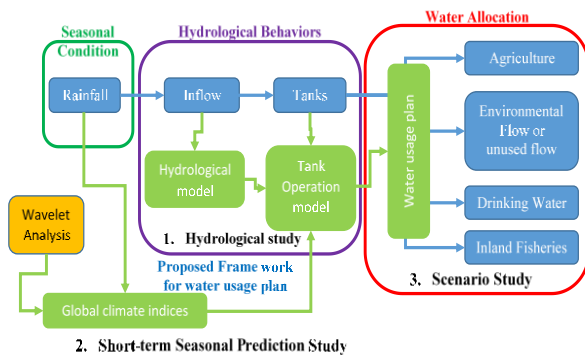 Seasonal
Condition
Hydrological Behaviors
Water Allocation
Rainfall
Inflow
Tanks
Agriculture
Environmental
Flow or
unused flow
Water usage plan
Hydrological
model
Tank
Operation
model
Wavelet
Analysis
Drinking Water
1. Hydrological study
Inland Fisheries
Proposed Frame work
for water usage plan
3. Scenario Study
Global climate indices
2. Short-term Seasonal Prediction Study